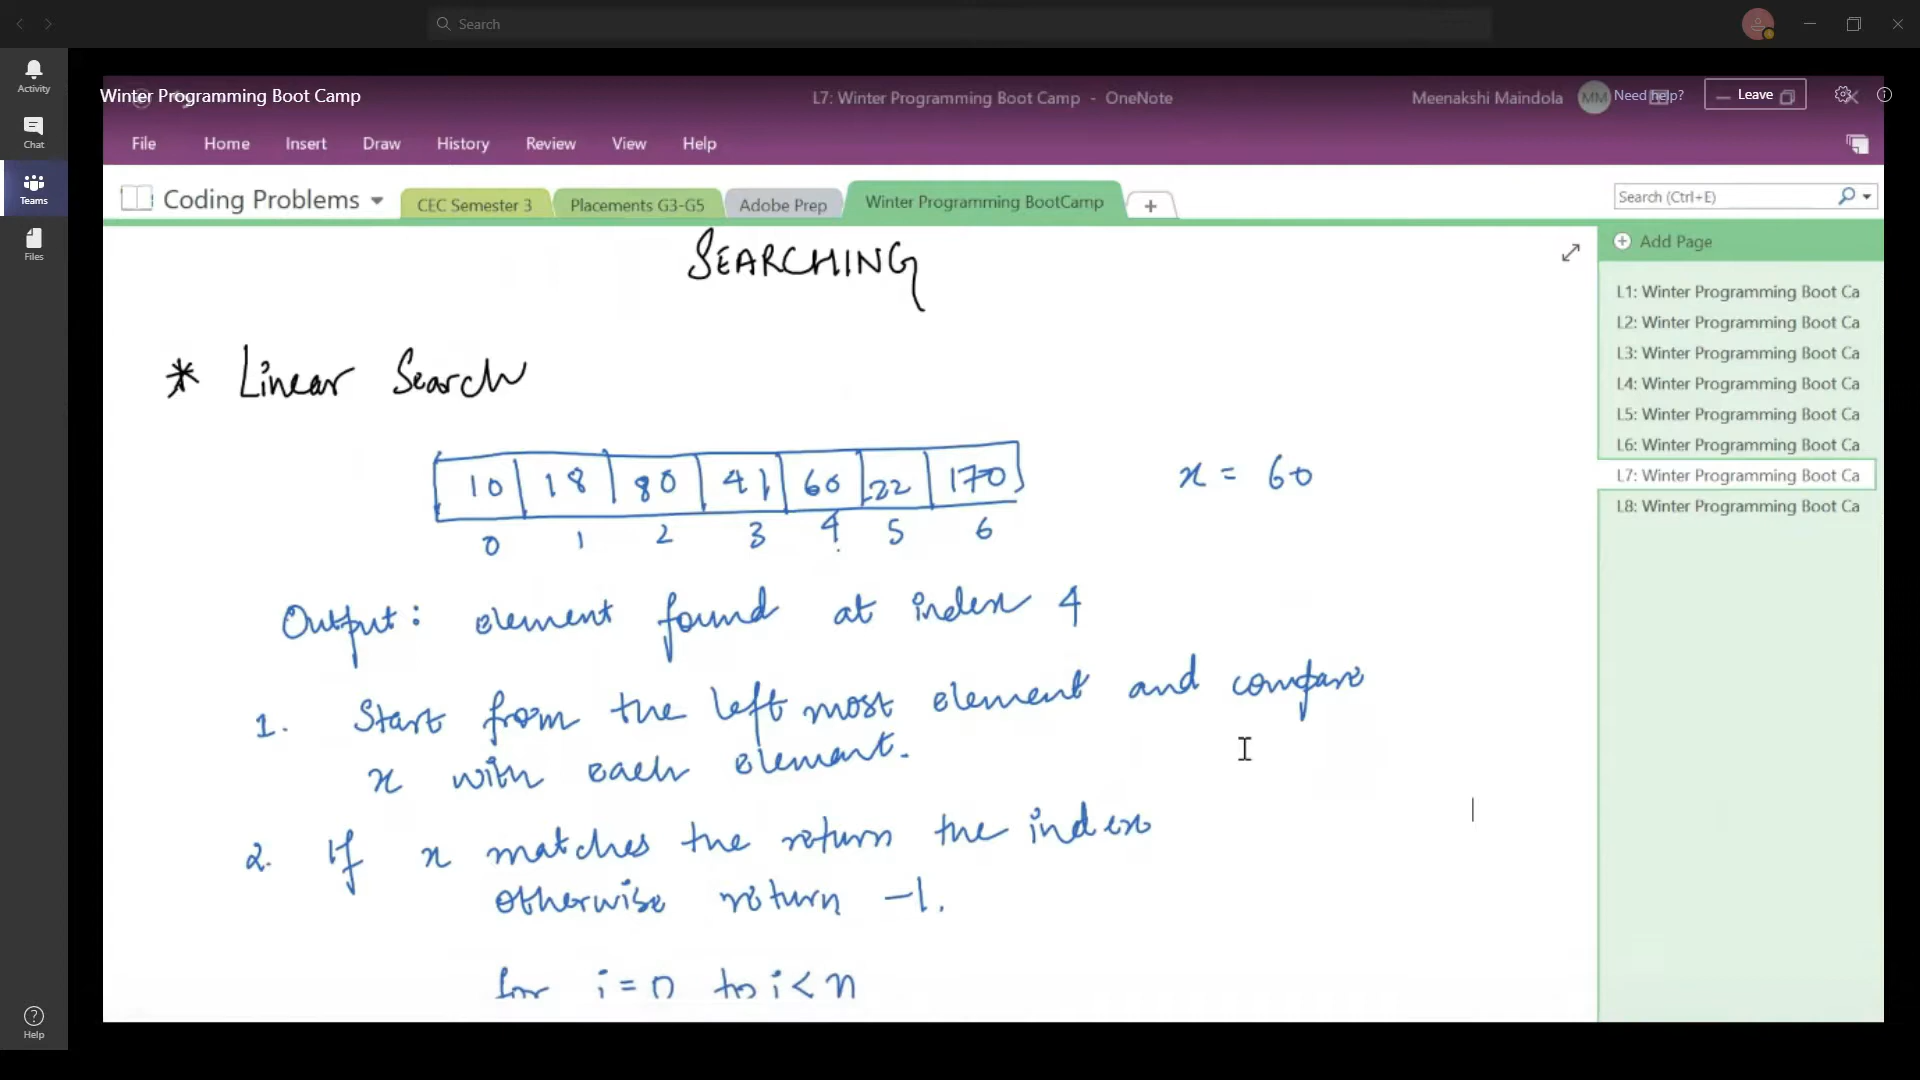 Search
Activity
Chat
Teams
Files
Help
Winter Programming Boot Camp
L7: Winter Programming Boot Camp - OneNote
Meenakshi Maindola
MM
Need help?
Leave
File Home Insert Draw History Review View Help
Coding Problems
CEC Semester 3
Placements G3-G5
Adobe Prep
Winter Programming BootCamp
+
Search (Ctrl+E)
Add Page
L1: Winter Programming Boot Ca
L2: Winter Programming Boot Ca
L3: Winter Programming Boot Ca
L4: Winter Programming Boot Ca
L5: Winter Programming Boot Ca
L6: Winter Programming Boot Ca
L7: Winter Programming Boot Ca
L8: Winter Programming Boot Ca
SEARCHING
* Linear Search
10 18 80 41 60 22 170
x = 60
0 1 2 3 4 5 6
Output: element found at index 4
1. Start from the left most element and compare
x with each element.
2. If x matches the return the index
otherwise return -1.
for i=0 to i<n